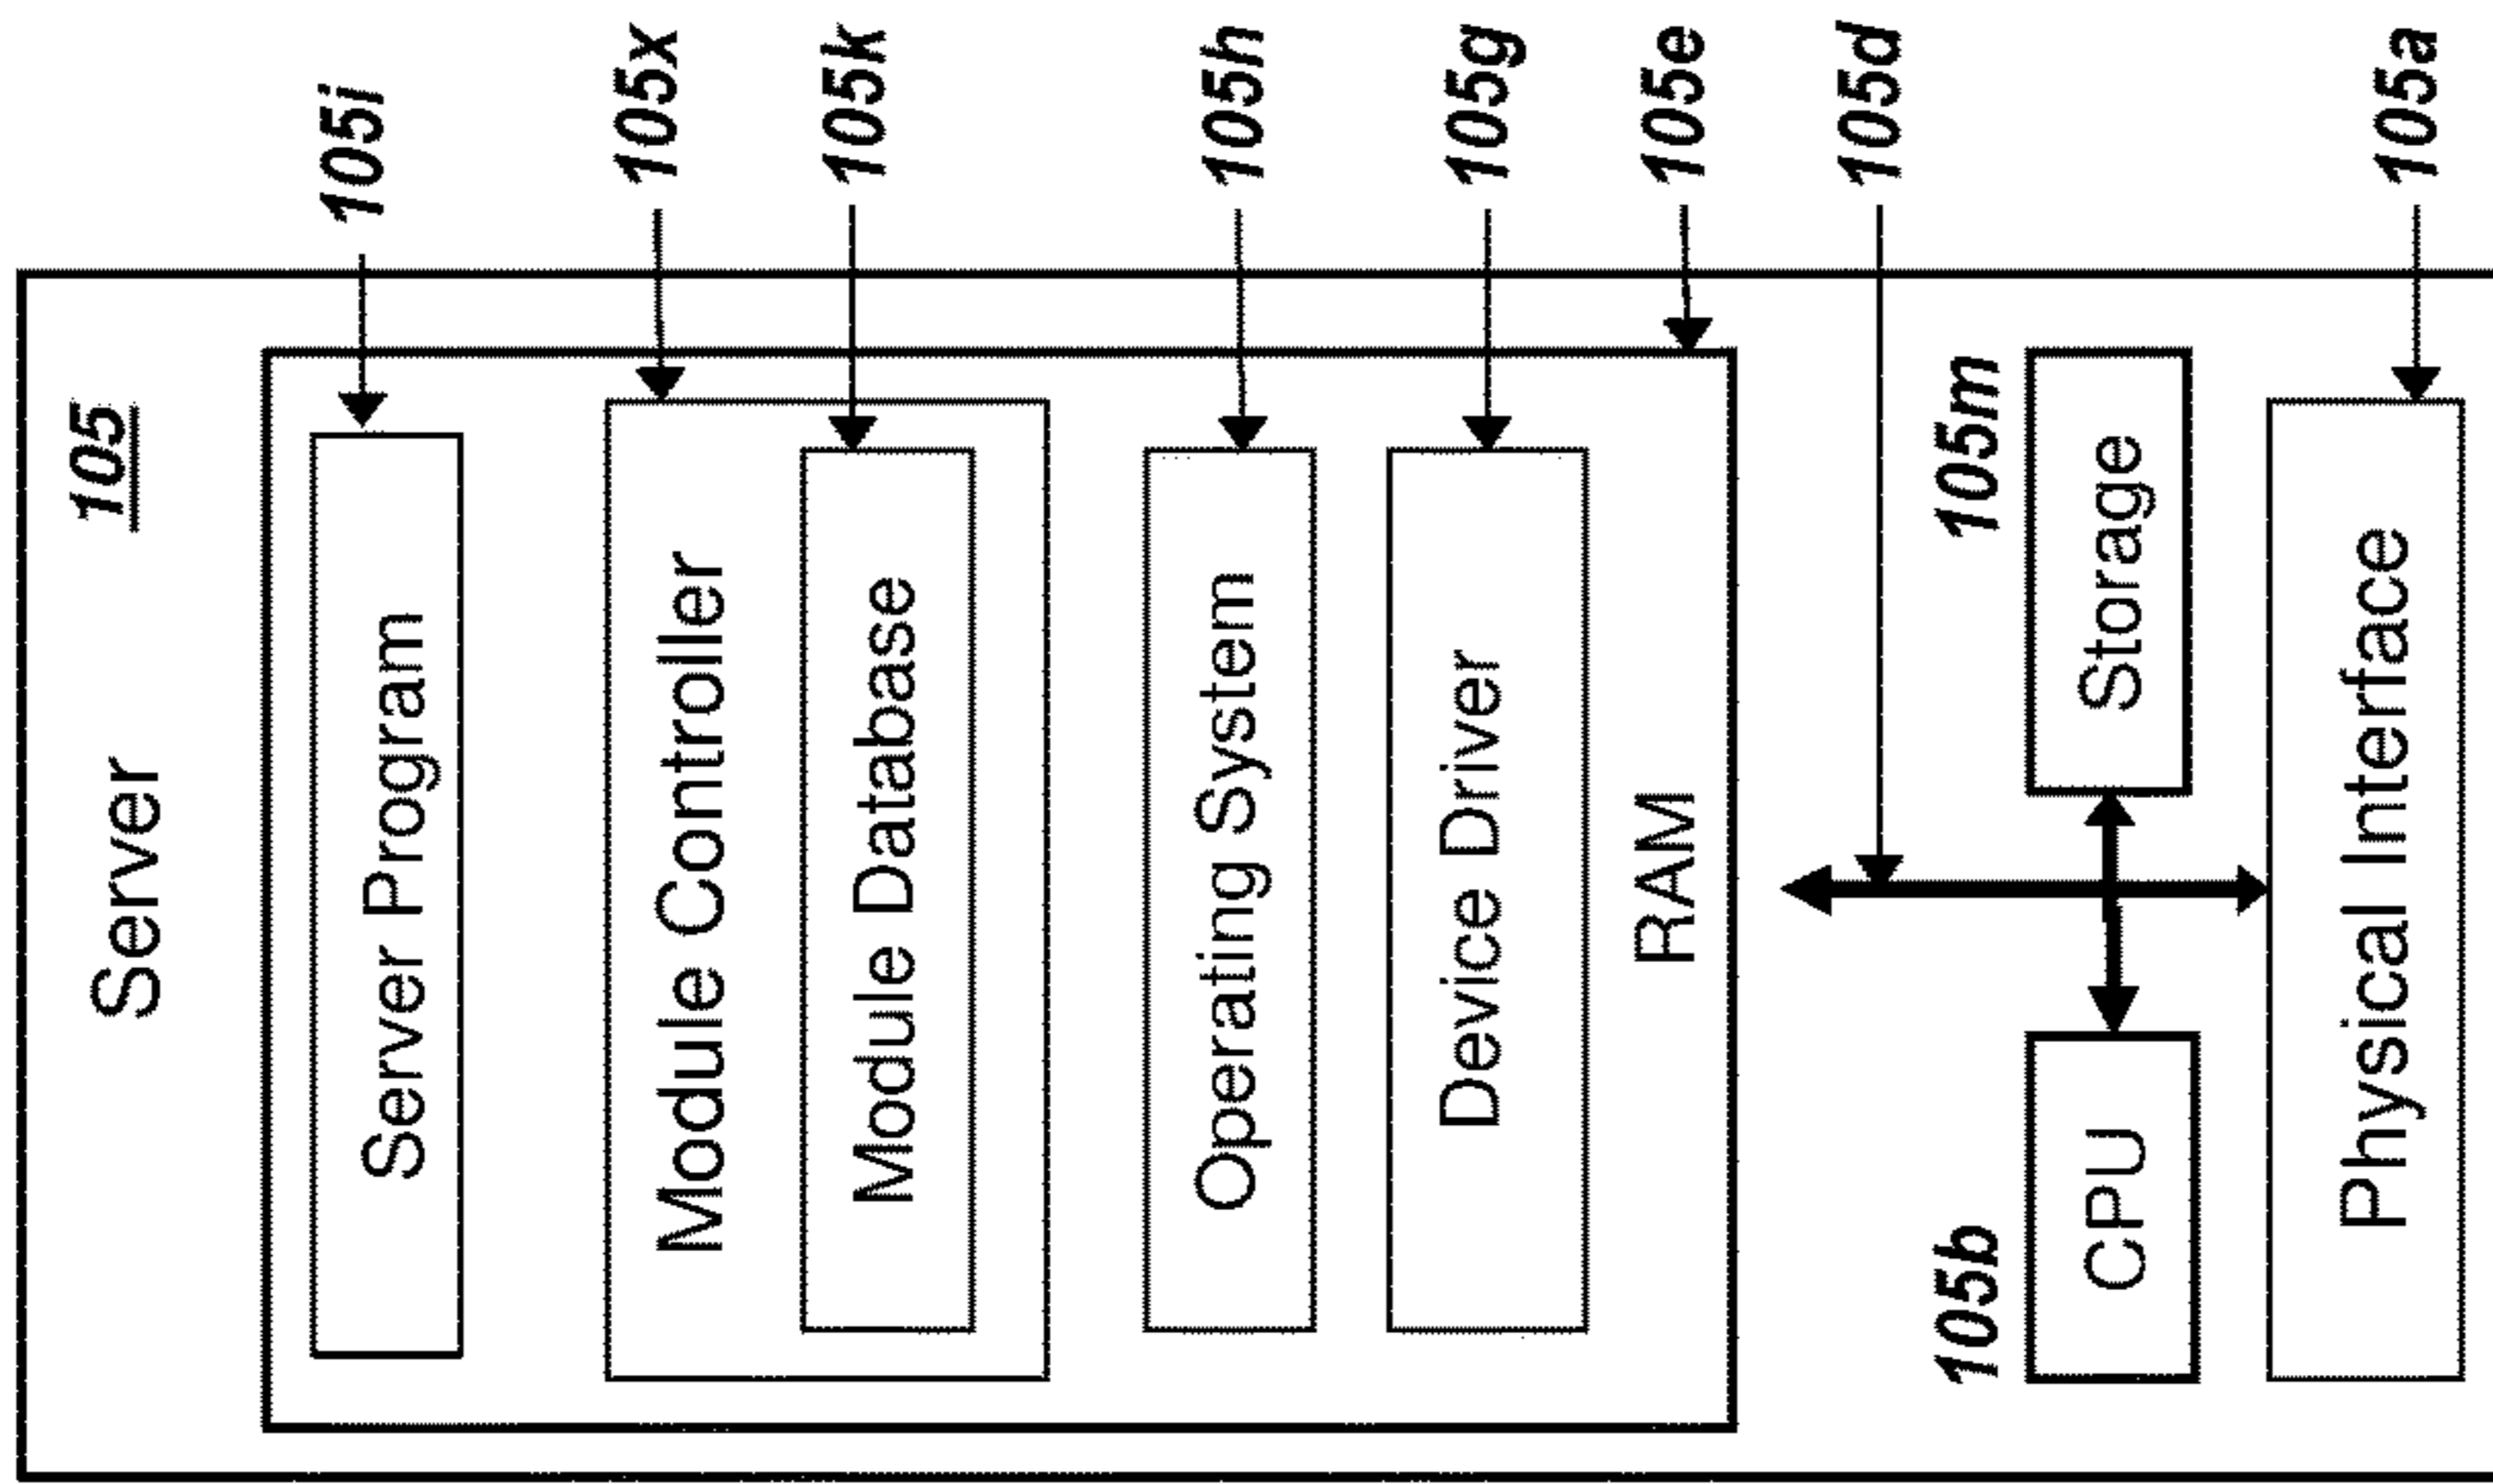 Server 105
Server Program 105i
Module Controller 105x
Module Database 105k
Operating System 105h
Device Driver 105g
RAM 105e
105d
105b 105m
CPU Storage
Physical Interface 105a